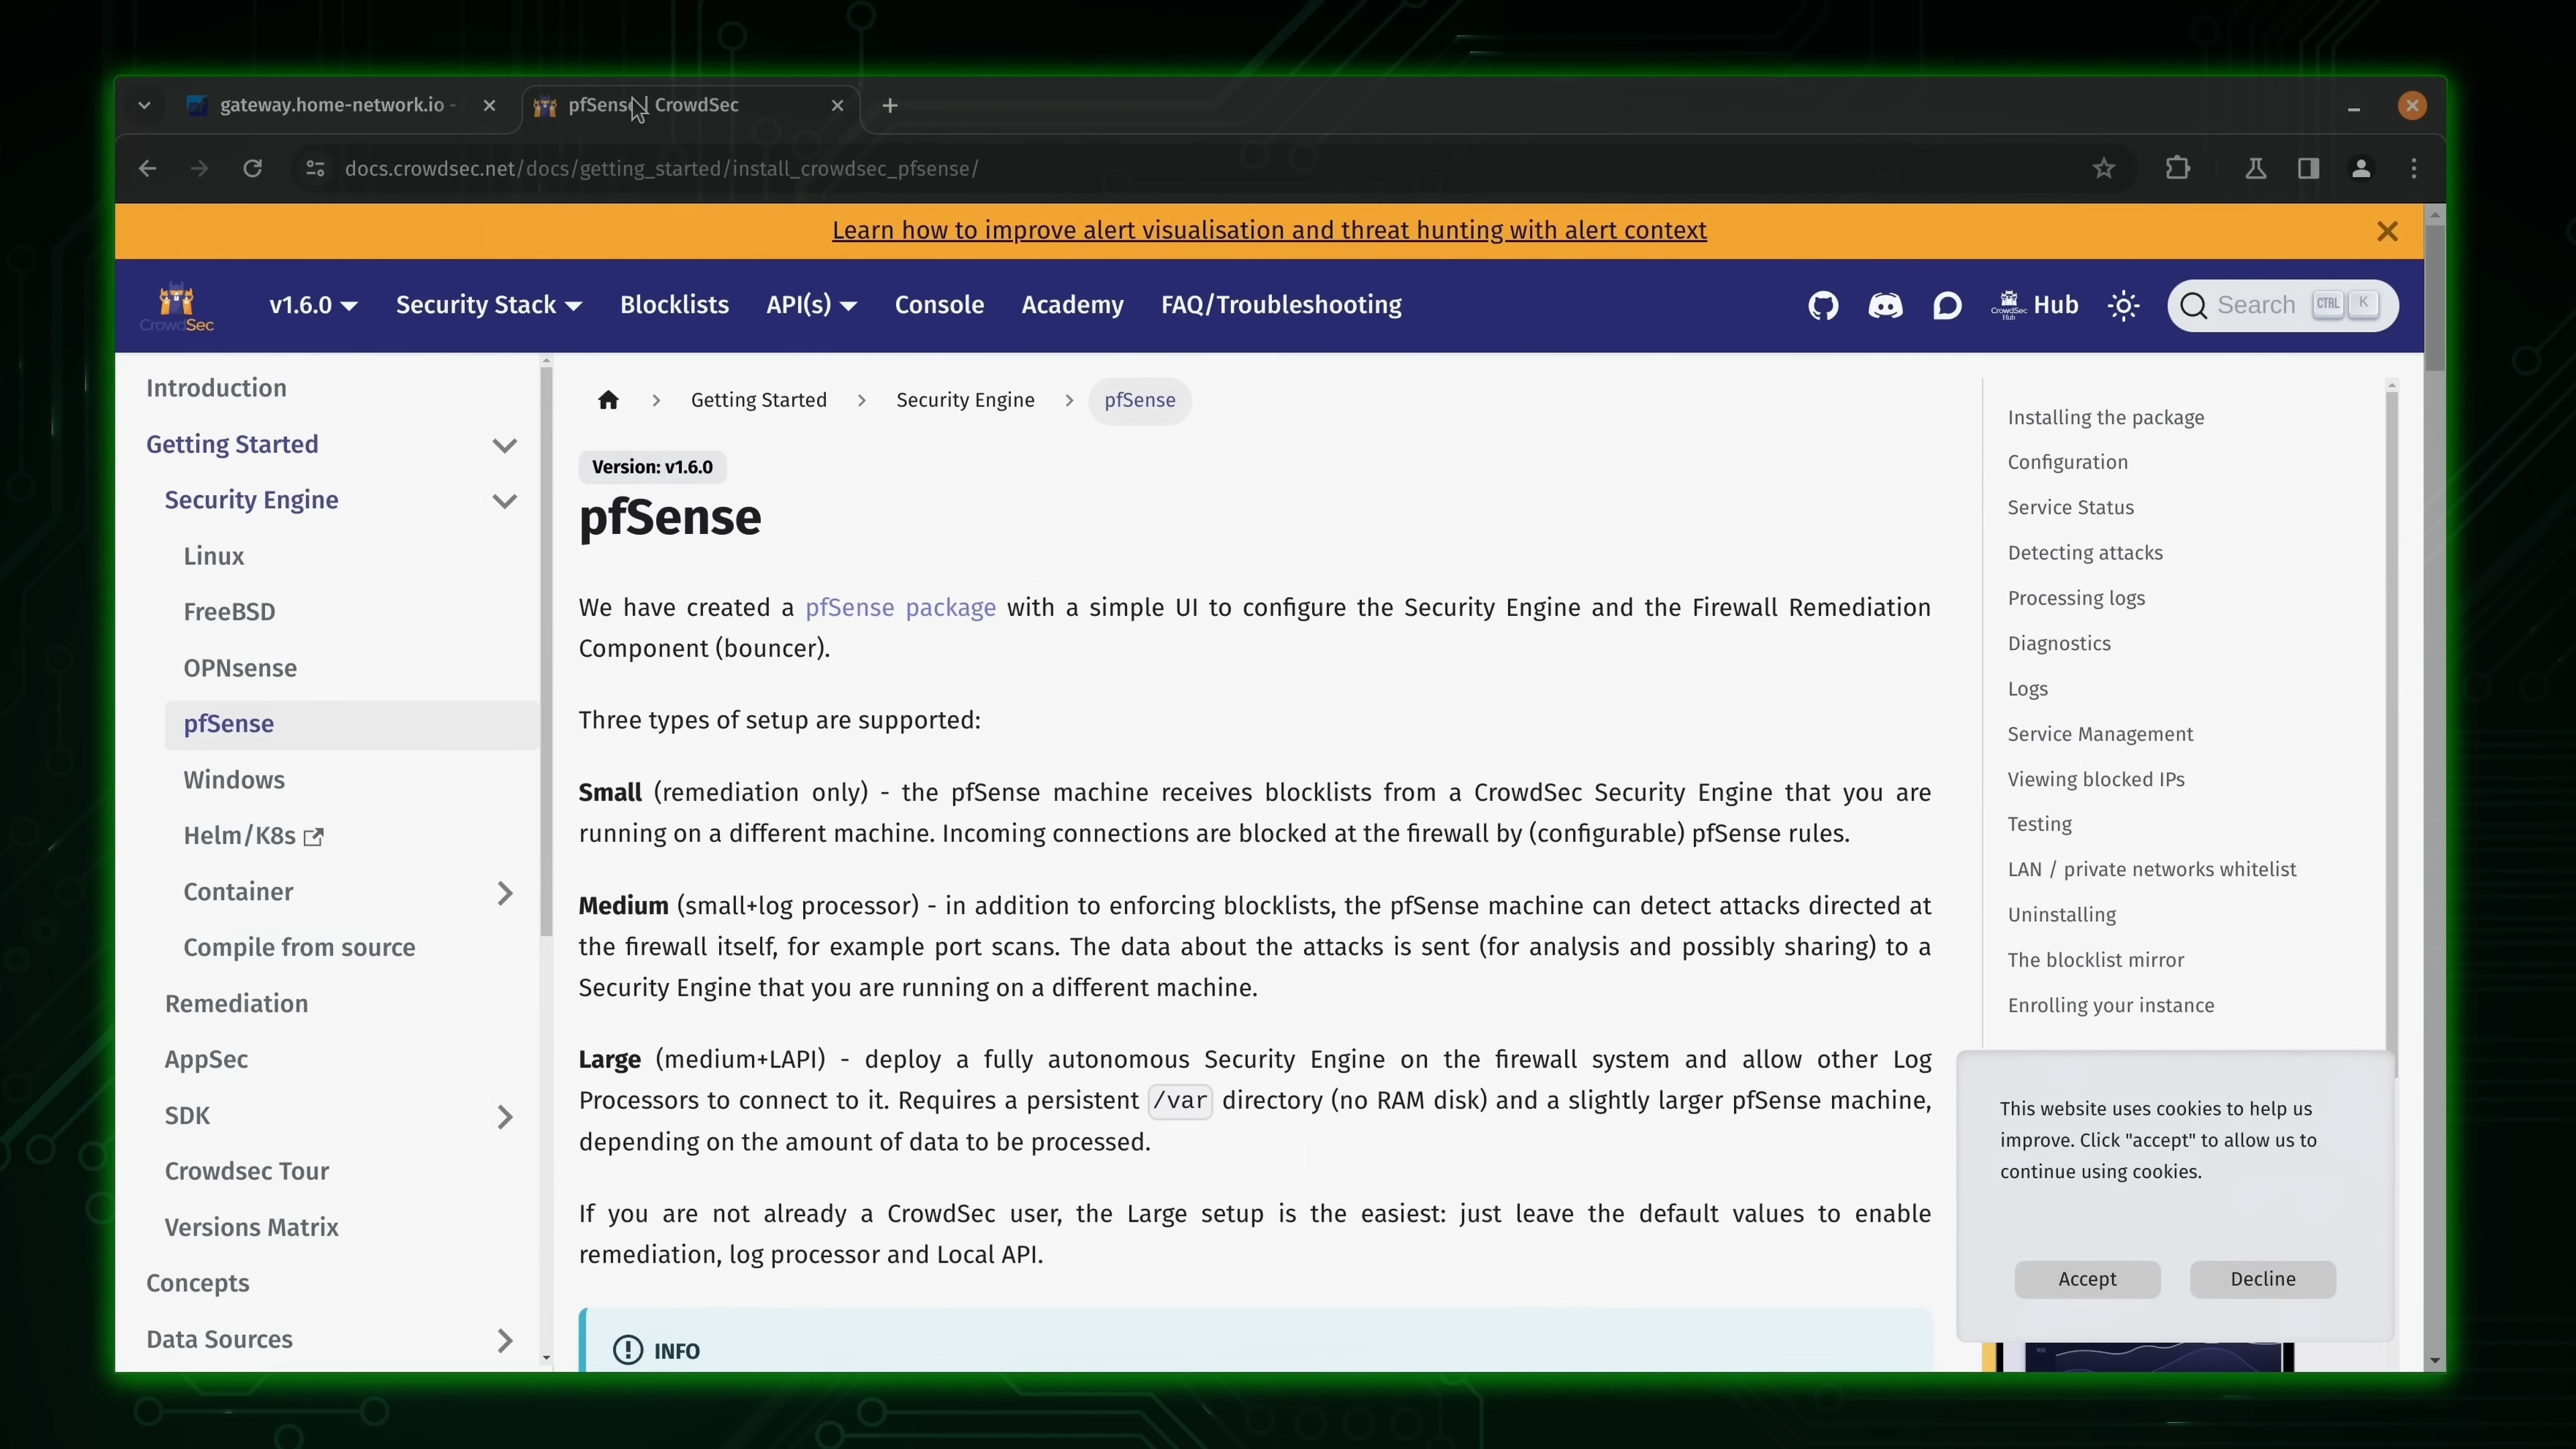 gateway.home-network.io -
pfSense | CrowdSec
docs.crowdsec.net/docs/getting_started/install_crowdsec_pfsense/
Learn how to improve alert visualisation and threat hunting with alert context
CrowdSec
v1.6.0
Security Stack
Blocklists
API(s)
Console
Academy
FAQ/Troubleshooting
CrowdSec
Hub
Hub
Search
CTRL
K
Introduction
Getting Started
Security Engine
Linux
FreeBSD
OPNsense
pfSense
Windows
Helm/K8s
Container
Compile from source
Remediation
AppSec
SDK
Crowdsec Tour
Versions Matrix
Concepts
Data Sources
Getting Started
Security Engine
pfSense
Version: v1.6.0
pfSense
We have created a pfSense package with a simple UI to configure the Security Engine and the Firewall Remediation
Component (bouncer).
Three types of setup are supported:
Small (remediation only) - the pfSense machine receives blocklists from a CrowdSec Security Engine that you are
running on a different machine. Incoming connections are blocked at the firewall by (configurable) pfSense rules.
Medium (small+log processor) - in addition to enforcing blocklists, the pfSense machine can detect attacks directed at
the firewall itself, for example port scans. The data about the attacks is sent (for analysis and possibly sharing) to a
Security Engine that you are running on a different machine.
Large (medium+LAPI) - deploy a fully autonomous Security Engine on the firewall system and allow other Log
Processors to connect to it. Requires a persistent /var directory (no RAM disk) and a slightly larger pfSense machine,
depending on the amount of data to be processed.
If you are not already a CrowdSec user, the Large setup is the easiest: just leave the default values to enable
remediation, log processor and Local API.
INFO
Installing the package
Configuration
Service Status
Detecting attacks
Processing logs
Diagnostics
Logs
Service Management
Viewing blocked IPs
Testing
LAN / private networks whitelist
Uninstalling
The blocklist mirror
Enrolling your instance
This website uses cookies to help us
improve. Click "accept" to allow us to
continue using cookies.
Accept
Decline